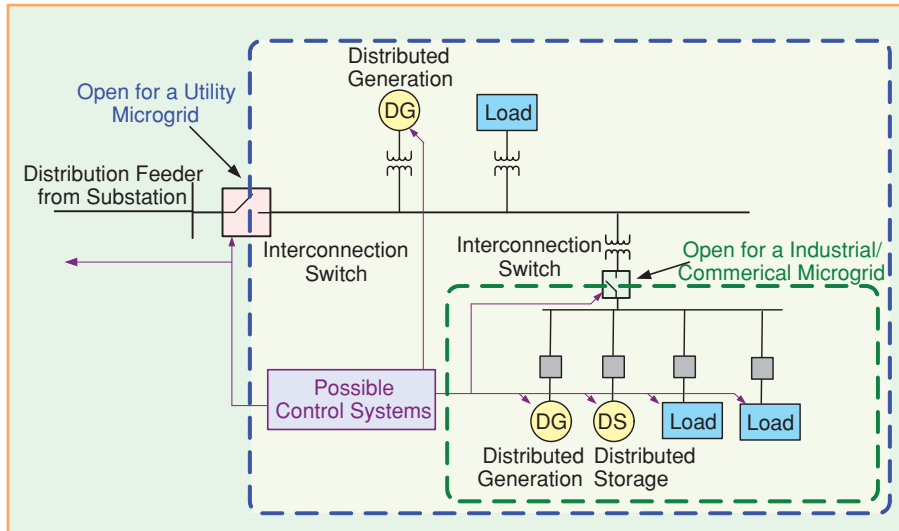 Distributed
Generation
DG
Load
Open for a Utility
Microgrid
Distribution Feeder
from Substation
Interconnection
Switch
Interconnection
Switch
Open for a Industrial/
Commerical Microgrid
Possible
Control Systems
DG
DS
Load
Load
Distributed
Generation
Distributed
Storage